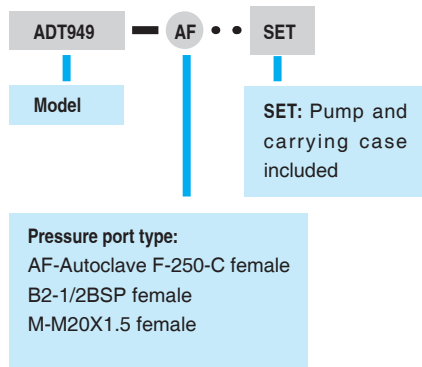 ADT949 — AF • • SET
Model
SET: Pump and
carrying case
included
Pressure port type:
AF-Autoclave F-250-C female
B2-1/2BSP female
M-M20X1.5 female